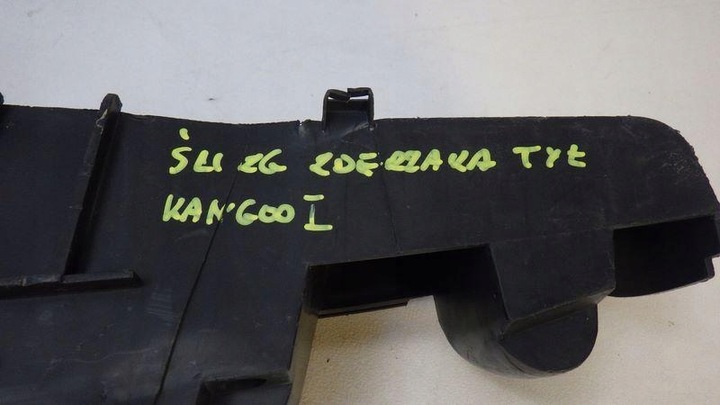 ŚLIZG ZDERZAKA TYŁ
KANGOO I